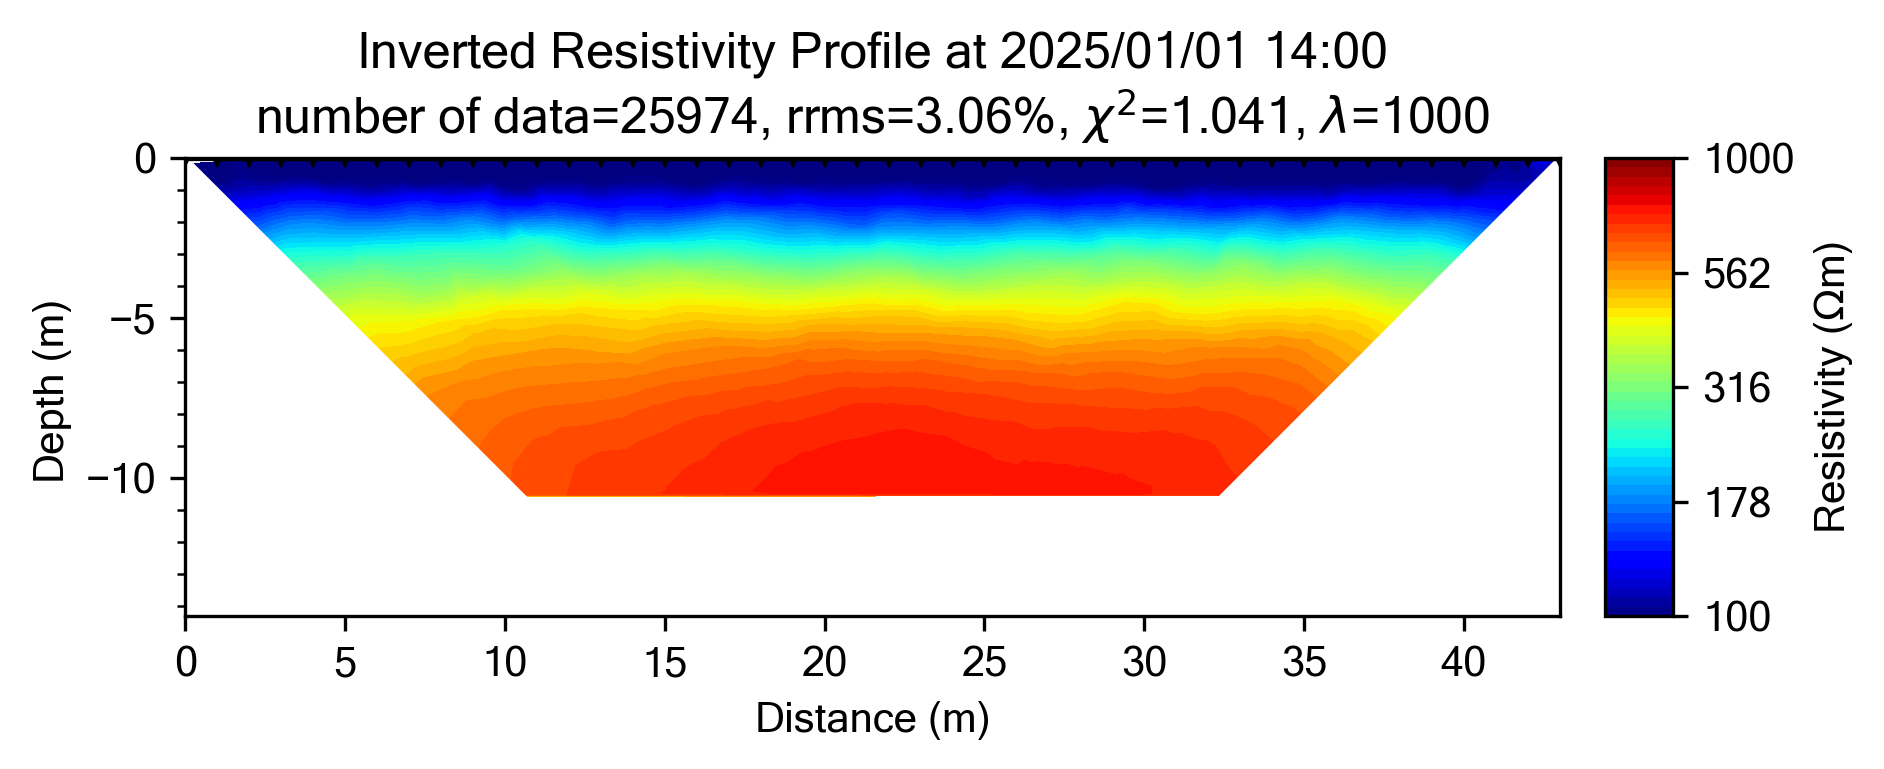 Inverted Resistivity Profile at 2025/01/01 14:00
number of data=25974, rrms=3.06%, χ²=1.041, λ=1000
0
−5
−10
Depth (m)
0 5 10 15 20 25 30 35 40
Distance (m)
1000
562
316
178
100
Resistivity (Ωm)